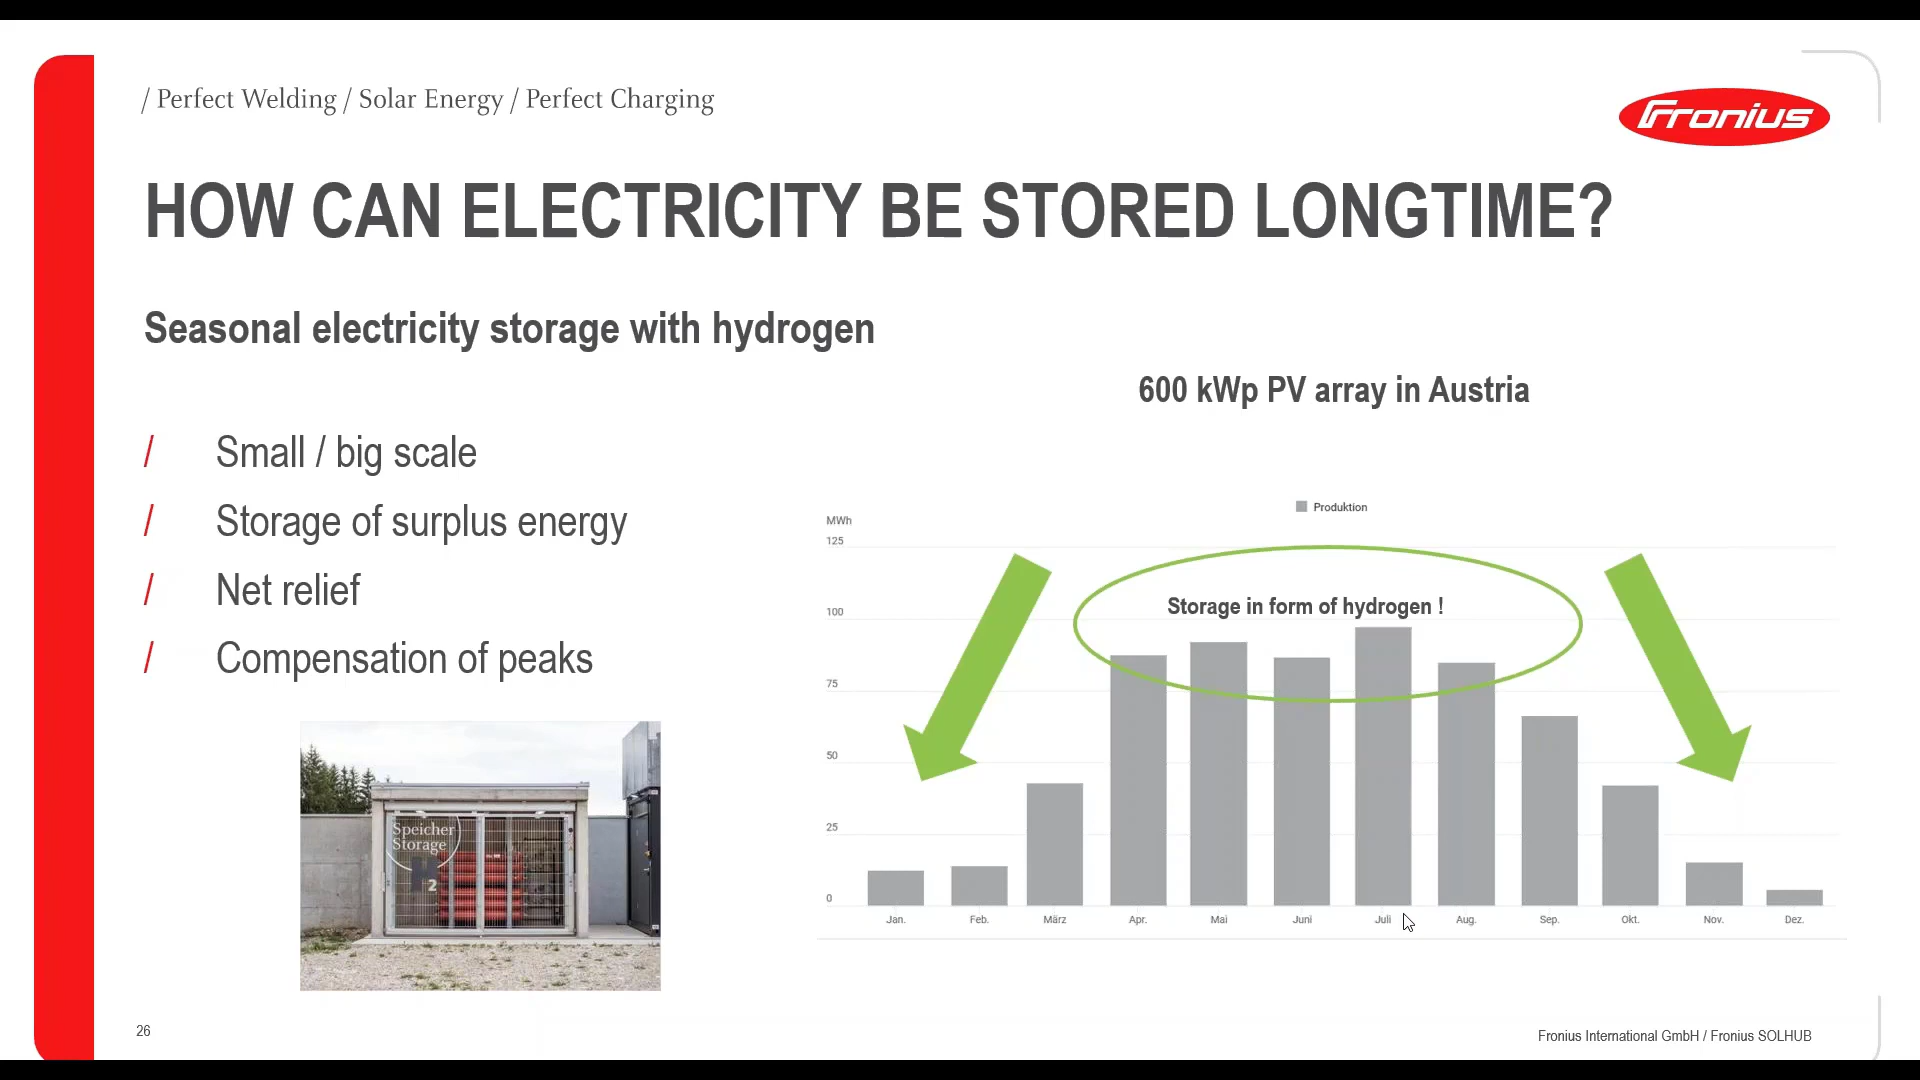 / Perfect Welding / Solar Energy / Perfect Charging
Fronius
HOW CAN ELECTRICITY BE STORED LONGTIME?
Seasonal electricity storage with hydrogen
600 kWp PV array in Austria
/ Small / big scale
/ Storage of surplus energy
/ Net relief
/ Compensation of peaks
Speicher
Storage
H2
Produktion
MWh
125
100
75
50
25
0
Storage in form of hydrogen !
Jan. Feb. März Apr. Mai Juni Juli Aug. Sep. Okt. Nov. Dez.
26
Fronius International GmbH / Fronius SOLHUB